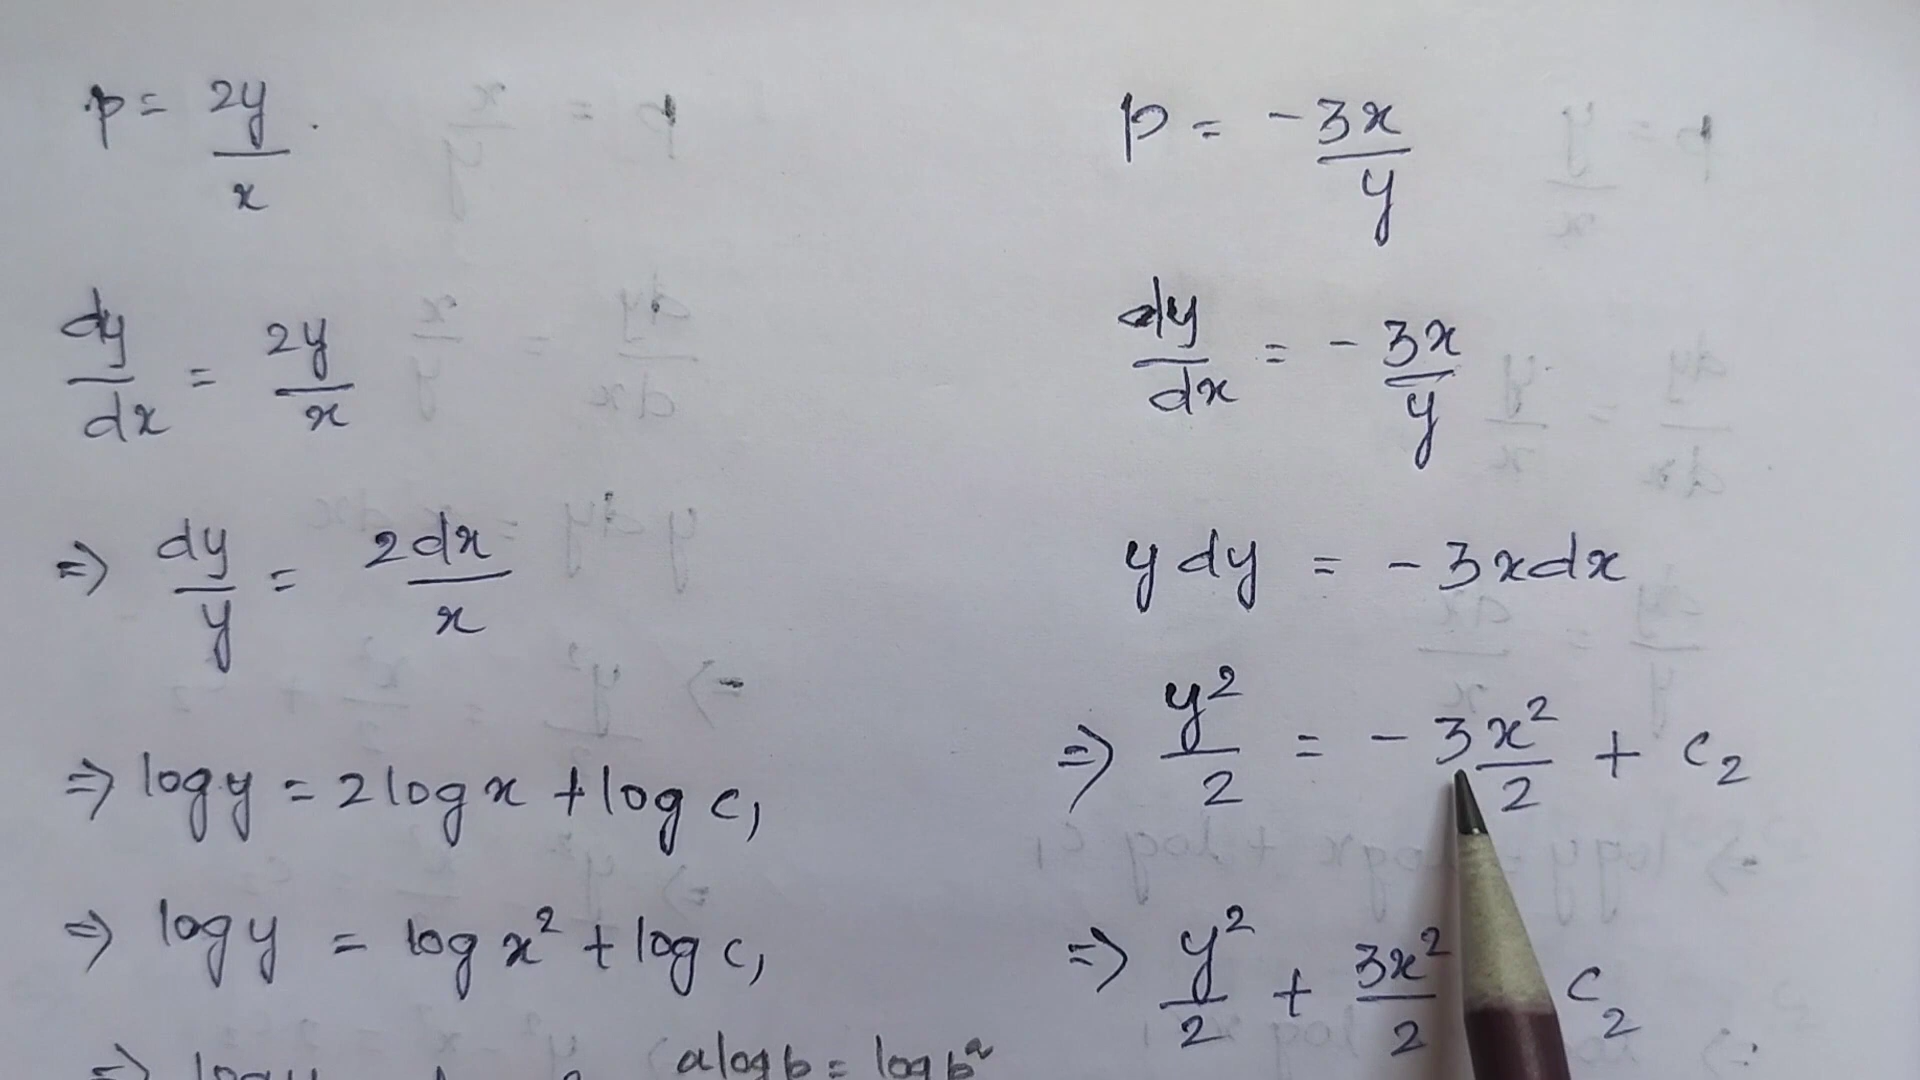 p = 2y/x .
dy/dx = 2y/x
⇒ dy/y = 2dx/x
⇒ log y = 2 log x + log c₁
⇒ log y = log x² + log c₁
a log b = log bᵃ
p = -3x/y
dy/dx = -3x/y
y dy = -3x dx
⇒ y²/2 = -3x²/2 + c₂
⇒ y²/2 + 3x²/2 c₂